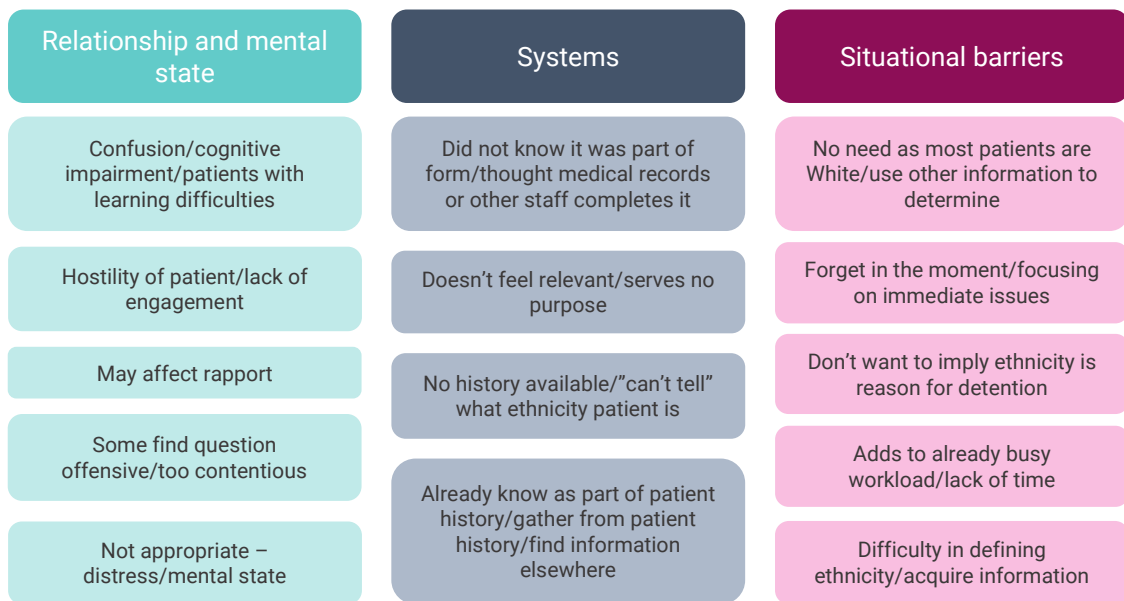 Relationship and mental
state
Confusion/cognitive
impairment/patients with
learning difficulties
Hostility of patient/lack of
engagement
May affect rapport
Some find question
offensive/too contentious
Not appropriate –
distress/mental state
Systems
Did not know it was part of
form/thought medical records
or other staff completes it
Doesn’t feel relevant/serves no
purpose
No history available/”can’t tell”
what ethnicity patient is
Already know as part of patient
history/gather from patient
history/find information
elsewhere
Situational barriers
No need as most patients are
White/use other information to
determine
Forget in the moment/focusing
on immediate issues
Don’t want to imply ethnicity is
reason for detention
Adds to already busy
workload/lack of time
Difficulty in defining
ethnicity/acquire information